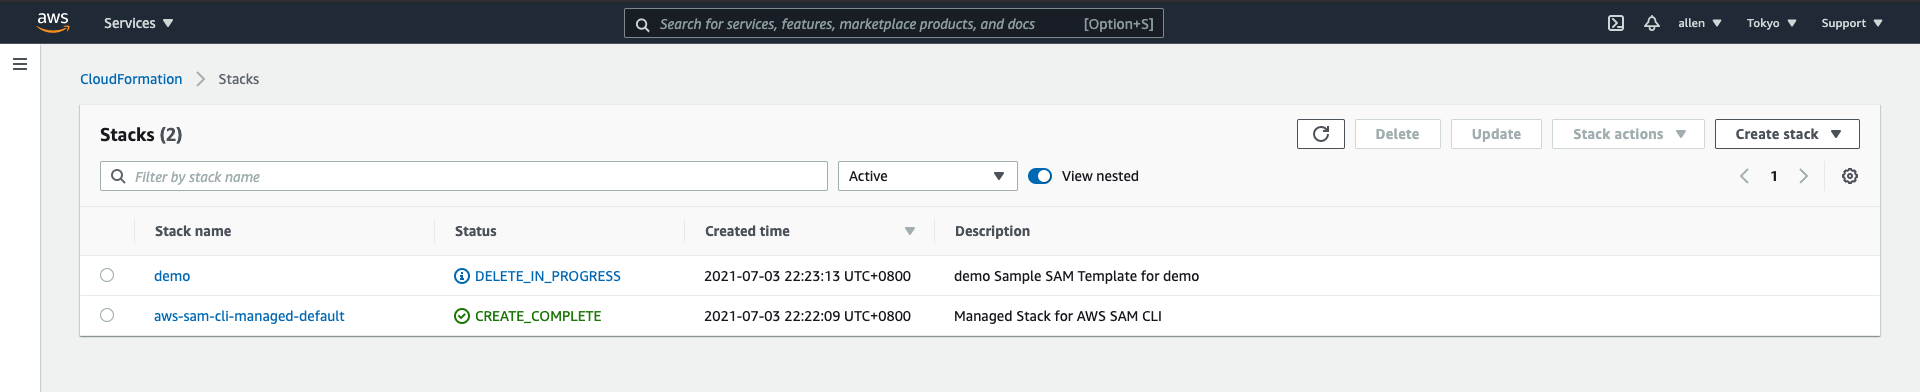 aws Services Search for services, features, marketplace products, and docs [Option+S] allen Tokyo Support
CloudFormation Stacks
Stacks (2) Delete Update Stack actions Create stack
Filter by stack name Active View nested 1
Stack name Status Created time Description
demo DELETE_IN_PROGRESS 2021-07-03 22:23:13 UTC+0800 demo Sample SAM Template for demo
aws-sam-cli-managed-default CREATE_COMPLETE 2021-07-03 22:22:09 UTC+0800 Managed Stack for AWS SAM CLI